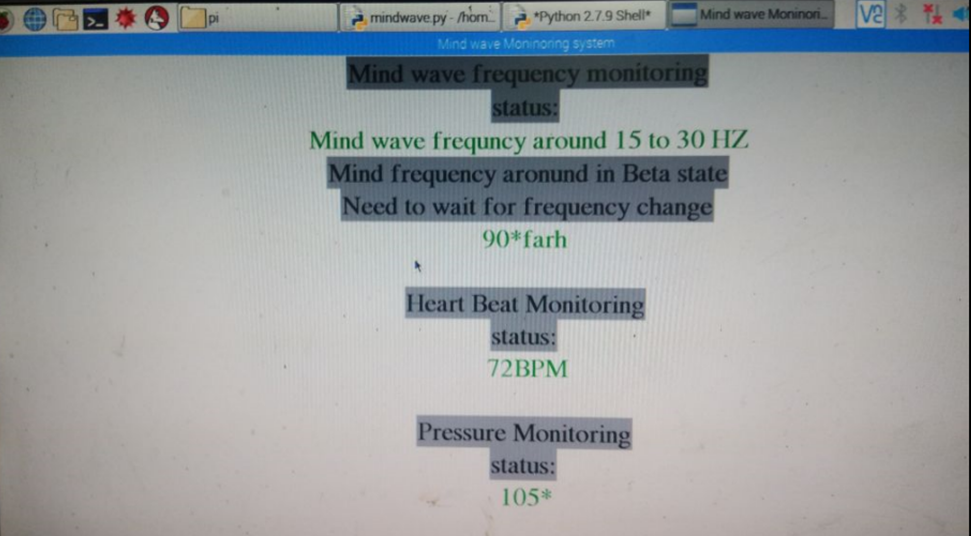 pi
mindwave.py - /hom...
*Python 2.7.9 Shell*
Mind wave Moninori...
Mind wave Moninoring system
Mind wave frequency monitoring
status:
Mind wave frequncy around 15 to 30 HZ
Mind frequency aronund in Beta state
Need to wait for frequency change
90*farh
Heart Beat Monitoring
status:
72BPM
Pressure Monitoring
status:
105*